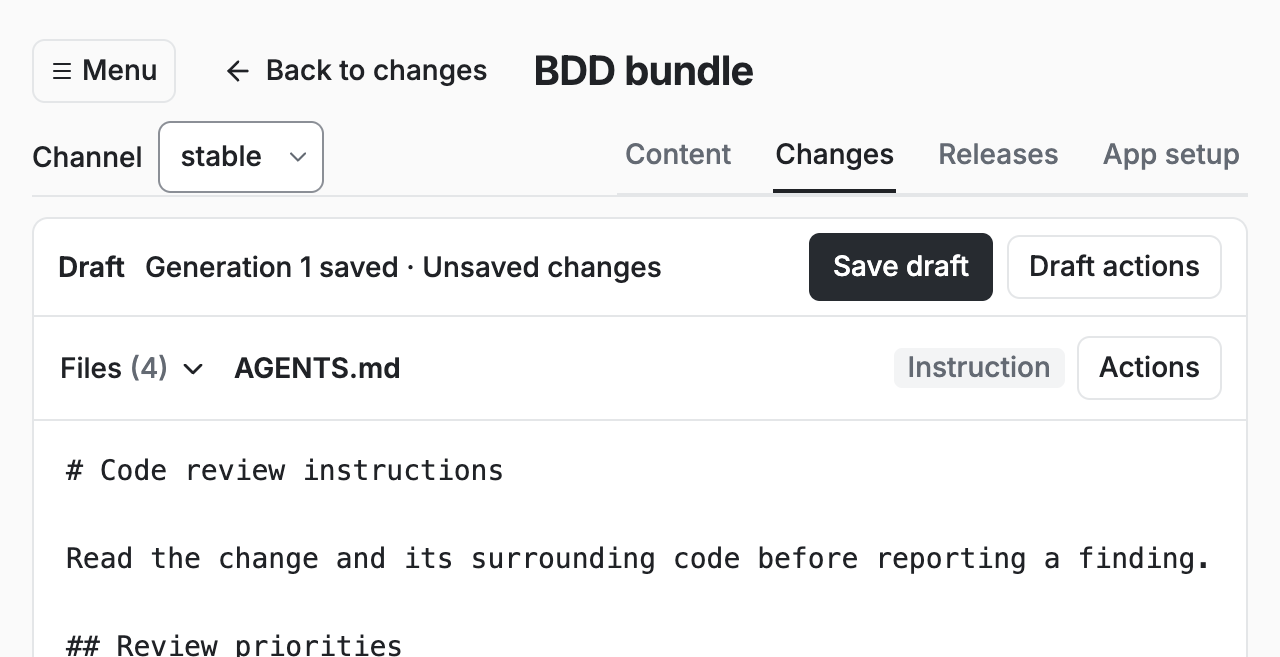 Menu
Back to changes
BDD bundle
Channel
stable
Content
Changes
Releases
App setup
Draft
Generation 1 saved · Unsaved changes
Save draft
Draft actions
Files (4)
AGENTS.md
Instruction
Actions
# Code review instructions
Read the change and its surrounding code before reporting a finding.
## Review priorities